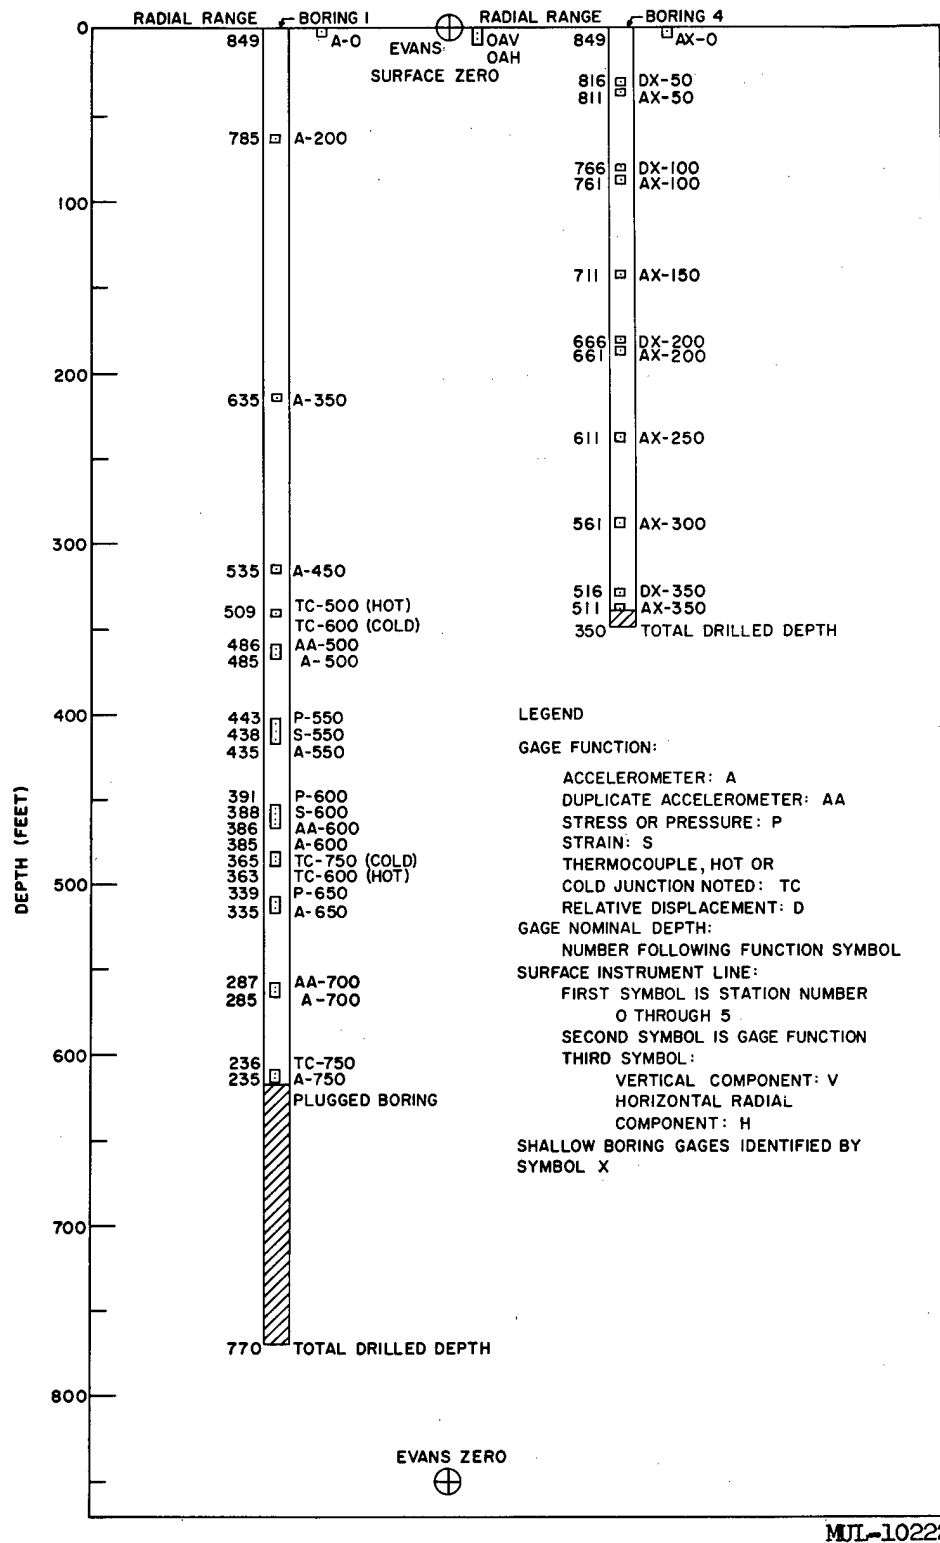 RADIAL RANGE
BORING 1
RADIAL RANGE
BORING 4
0
849
A-0
EVANS
SURFACE ZERO
OAV
OAH
849
AX-0
816 DX-50
811 AX-50
785 A-200
766 DX-100
761 AX-100
100
711 AX-150
666 DX-200
661 AX-200
200
635 A-350
611 AX-250
561 AX-300
300
535 A-450
516 DX-350
511 AX-350
350 TOTAL DRILLED DEPTH
509 TC-500 (HOT)
TC-600 (COLD)
486 AA-500
485 A-500
400
443 P-550
438 S-550
435 A-550
391 P-600
388 S-600
386 AA-600
385 A-600
365 TC-750 (COLD)
363 TC-600 (HOT)
339 P-650
335 A-650
500
287 AA-700
285 A-700
600
236 TC-750
235 A-750
PLUGGED BORING
700
770 TOTAL DRILLED DEPTH
800
DEPTH (FEET)
EVANS ZERO
LEGEND
GAGE FUNCTION:
ACCELEROMETER: A
DUPLICATE ACCELEROMETER: AA
STRESS OR PRESSURE: P
STRAIN: S
THERMOCOUPLE, HOT OR
COLD JUNCTION NOTED: TC
RELATIVE DISPLACEMENT: D
GAGE NOMINAL DEPTH:
NUMBER FOLLOWING FUNCTION SYMBOL
SURFACE INSTRUMENT LINE:
FIRST SYMBOL IS STATION NUMBER
0 THROUGH 5
SECOND SYMBOL IS GAGE FUNCTION
THIRD SYMBOL:
VERTICAL COMPONENT: V
HORIZONTAL RADIAL
COMPONENT: H
SHALLOW BORING GAGES IDENTIFIED BY
SYMBOL X
MUL-10222